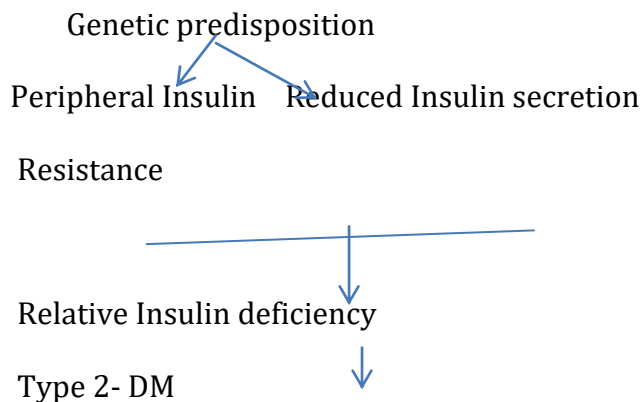 Genetic predisposition
Peripheral Insulin Reduced Insulin secretion
Resistance
Relative Insulin deficiency
Type 2- DM